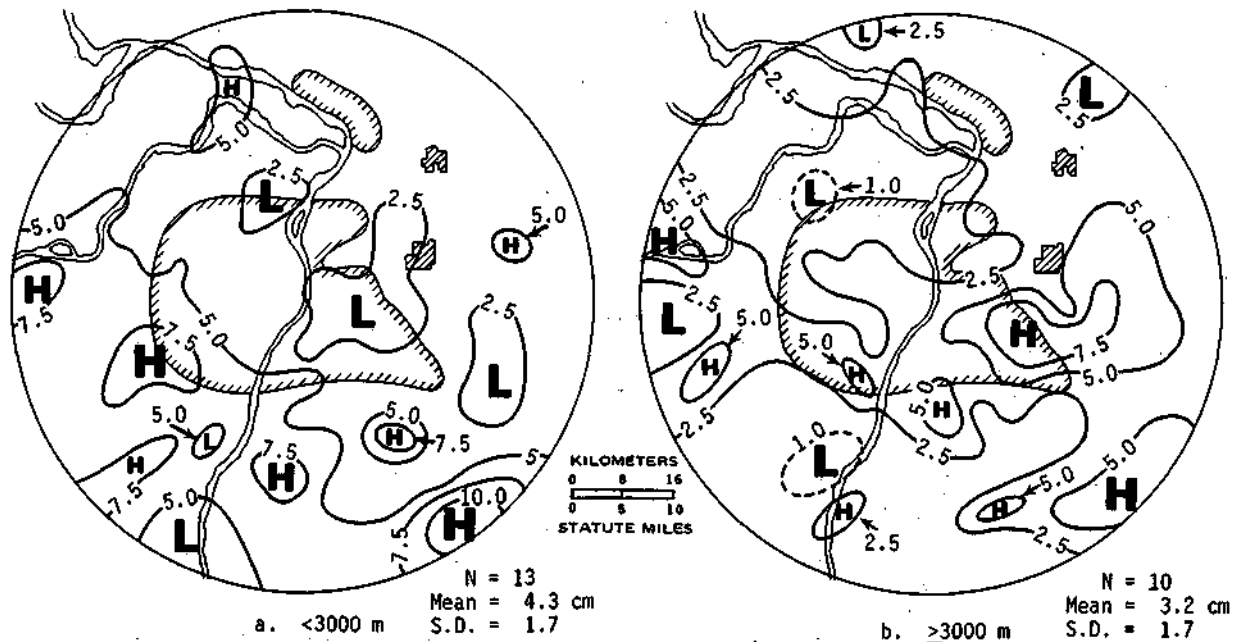 H
5.0
2.5
L
5.0
2.5
5.0
H
H
7.5
5.0
L
2.5
7.5
H
L
5.0
L
5.0
H
7.5
7.5
H
H
7.5
5.0
L
5
10.0
H
7.5
N = 13
Mean = 4.3 cm
S.D. = 1.7
a. <3000 m
KILOMETERS
0 8 16
0 5 10
STATUTE MILES
L
2.5
2.5
L
2.5
2.5
L
1.0
5.0
H
5.0
2.5
2.5
L
5.0
H
5.0
H
H
7.5
5.0
5.0
H
2.5
2.5
1.0
L
H
2.5
5.0
H
5.0
H
2.5
N = 10
Mean = 3.2 cm
S.D. = 1.7
b. ≥3000 m